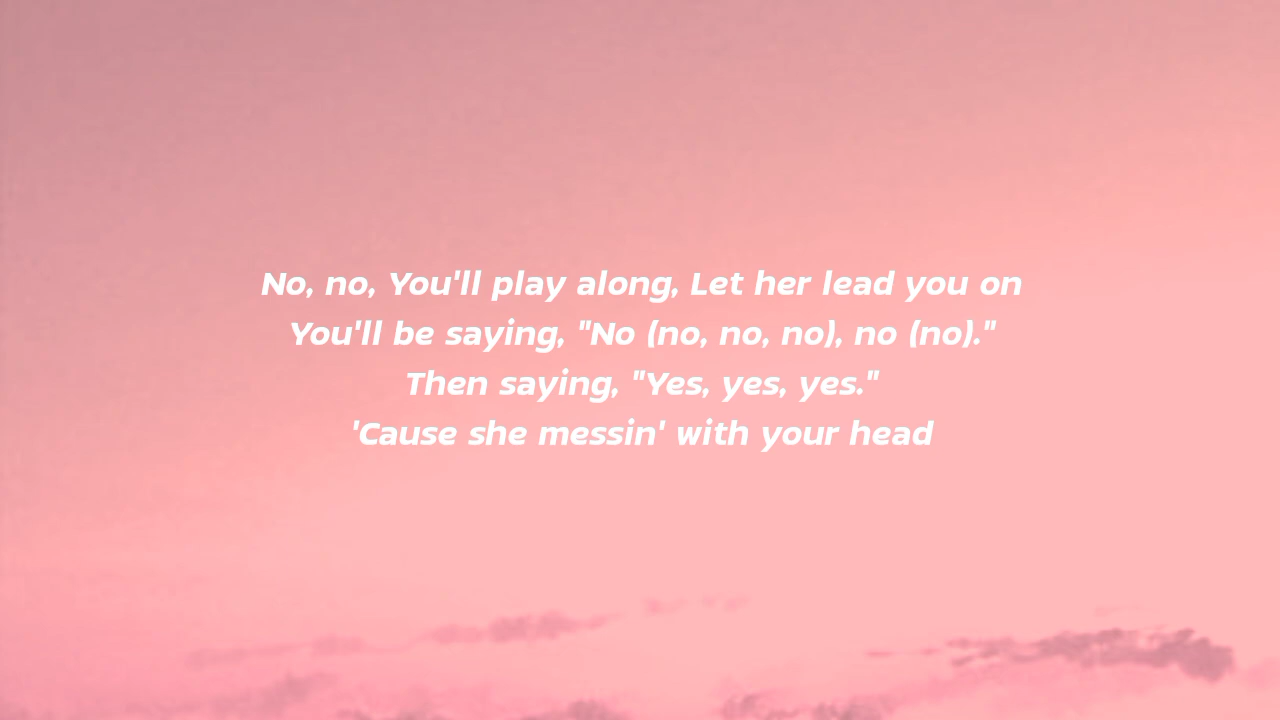 No, no, You'll play along, Let her lead you on
You'll be saying, "No (no, no, no), no (no)."
Then saying, "Yes, yes, yes."
'Cause she messin' with your head